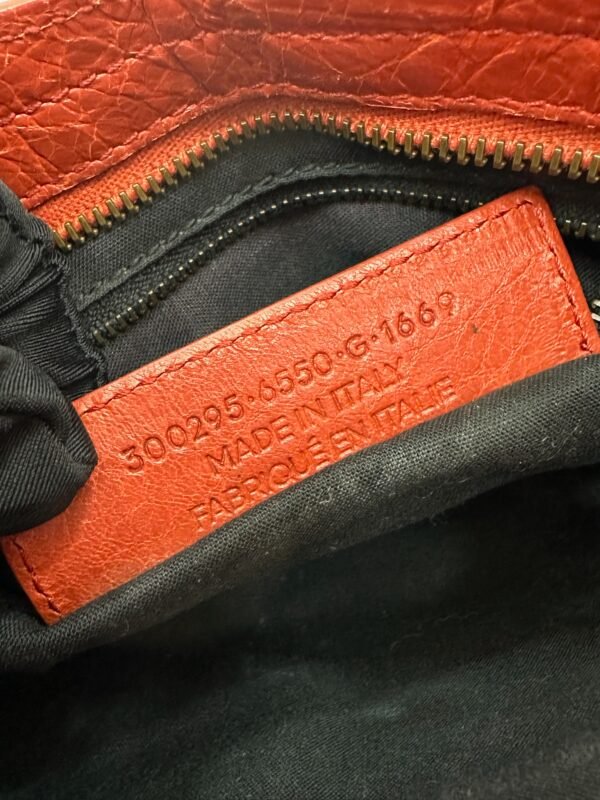 300295·6550·G·1669
MADE IN ITALY
FABRIQUÉ EN ITALIE